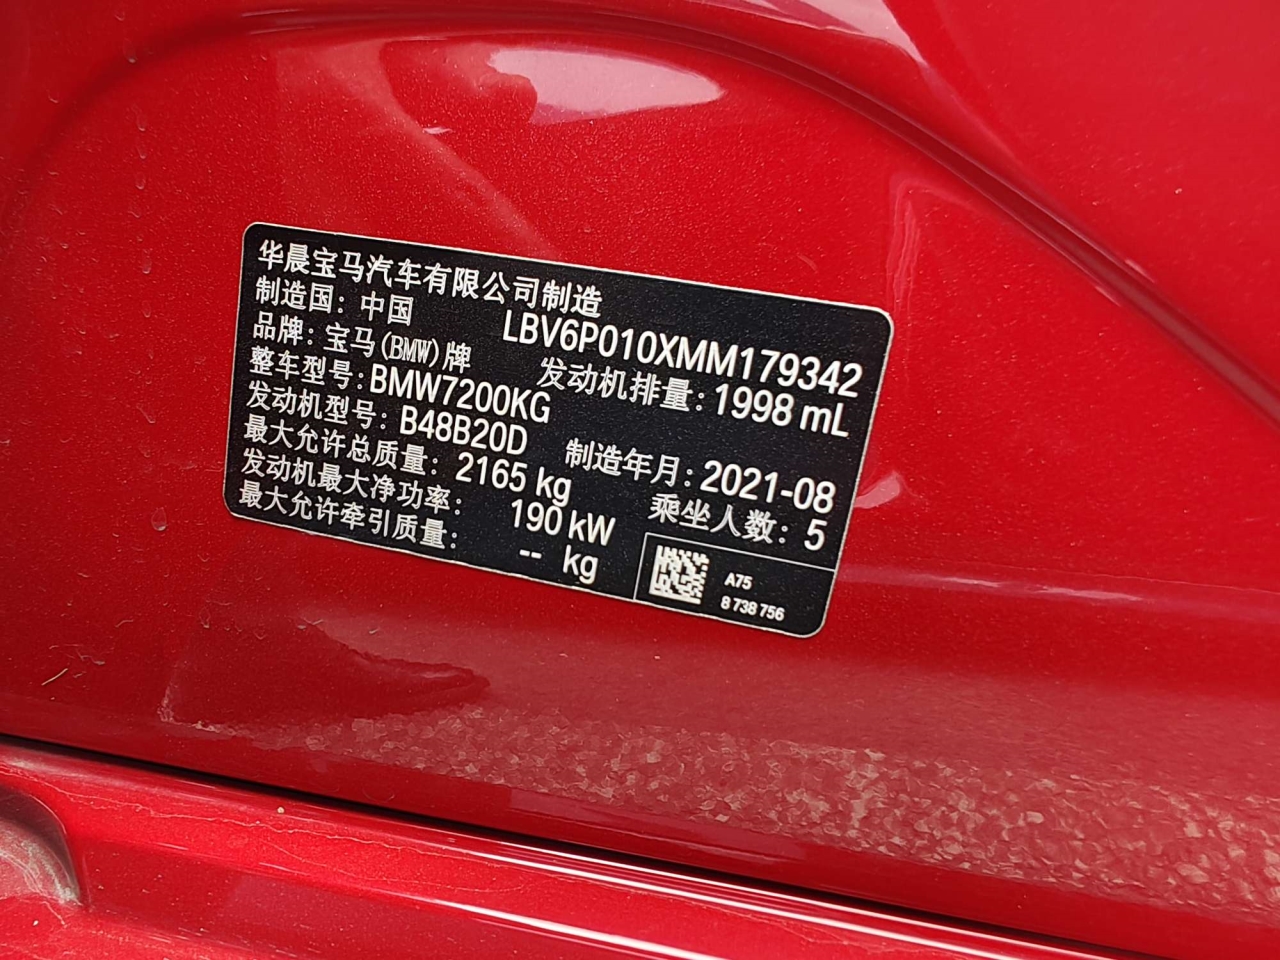 华晨宝马汽车有限公司制造
制造国：中国 LBV6P010XMM179342
品牌：宝马(BMW)牌 发动机排量：1998 mL
整车型号：BMW7200KG
发动机型号：B48B20D 制造年月：2021-08
最大允许总质量：2165 kg 乘坐人数：5
发动机最大净功率：190 kW
最大允许牵引质量：-- kg
A75
8 738 756